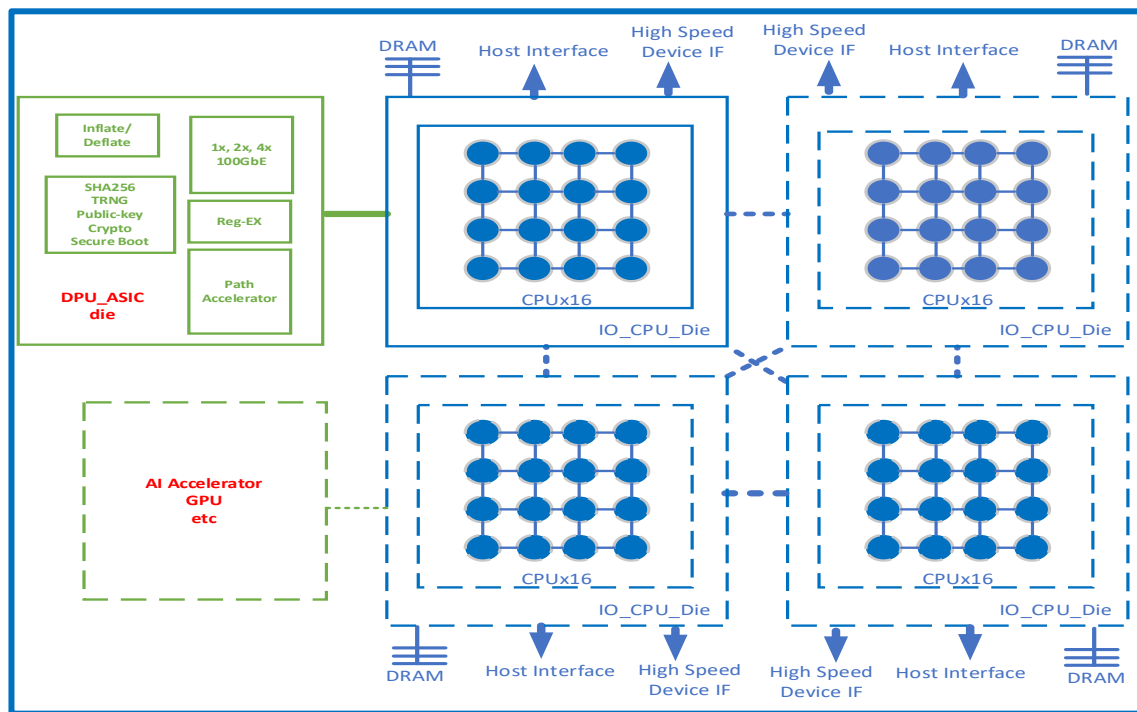 DRAM
Host Interface
High Speed
Device IF
High Speed
Device IF
Host Interface
DRAM
Inflate/
Deflate
1x, 2x, 4x
100GbE
SHA256
TRNG
Public-key
Crypto
Secure Boot
Reg-EX
Path
Accelerator
DPU_ASIC
die
CPUx16
IO_CPU_Die
CPUx16
IO_CPU_Die
AI Accelerator
GPU
etc
CPUx16
IO_CPU_Die
CPUx16
IO_CPU_Die
DRAM
Host Interface
High Speed
Device IF
High Speed
Device IF
Host Interface
DRAM